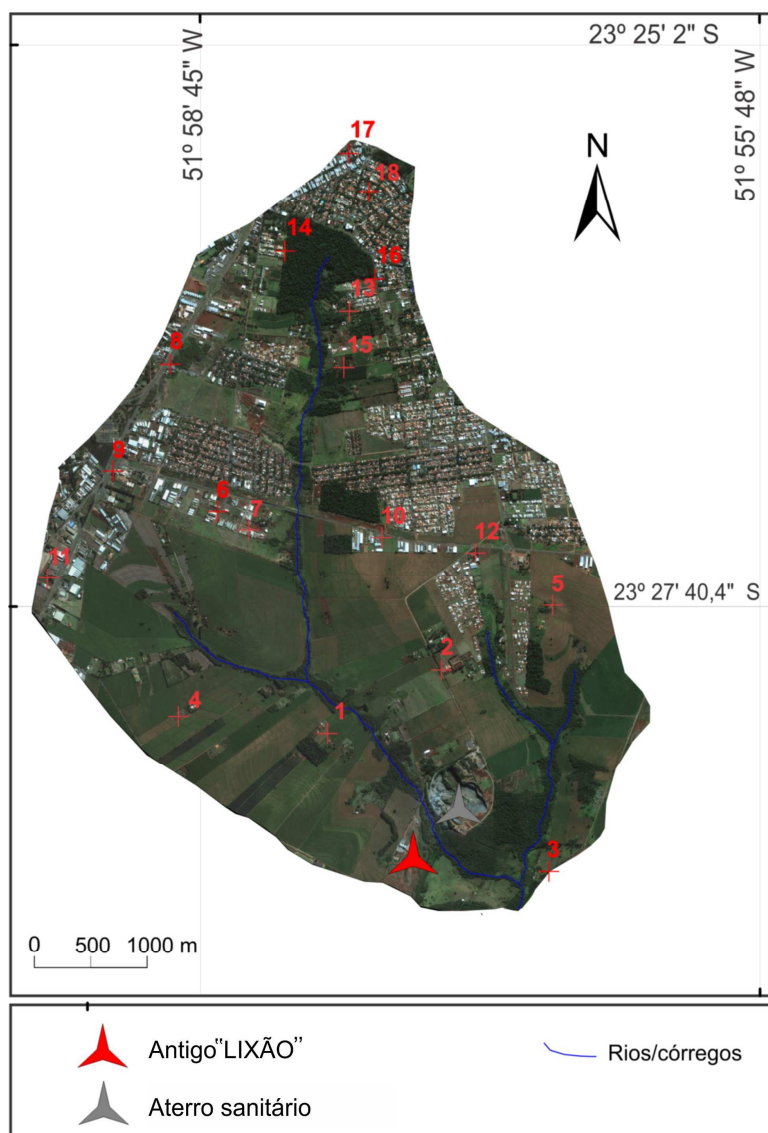 23º 25' 2" S
51º 58' 45" W
51º 55' 48" W
N
17
18
14
16
13
15
8
9
6
7
10
12
11
5
23º 27' 40,4" S
2
4
1
3
0 500 1000 m
Antigo"LIXÃO"
Rios/córregos
Aterro sanitário